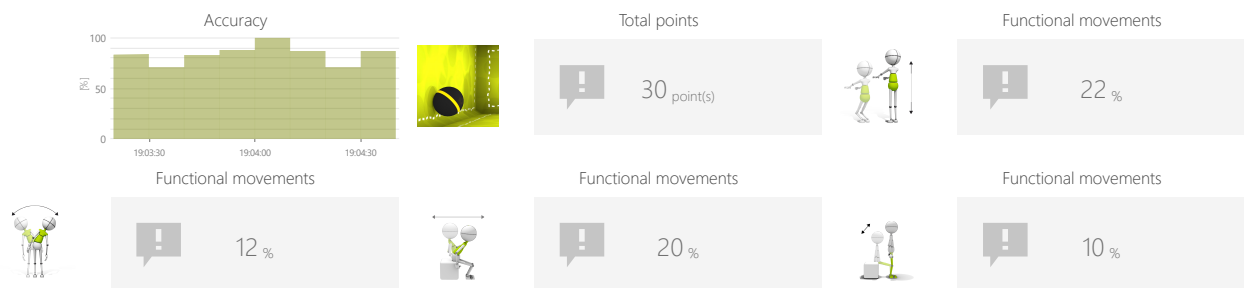 Accuracy
100
[%]
50
0
19:03:30
19:04:00
19:04:30
Total points
30 point(s)
Functional movements
22 %
Functional movements
12 %
Functional movements
20 %
Functional movements
10 %